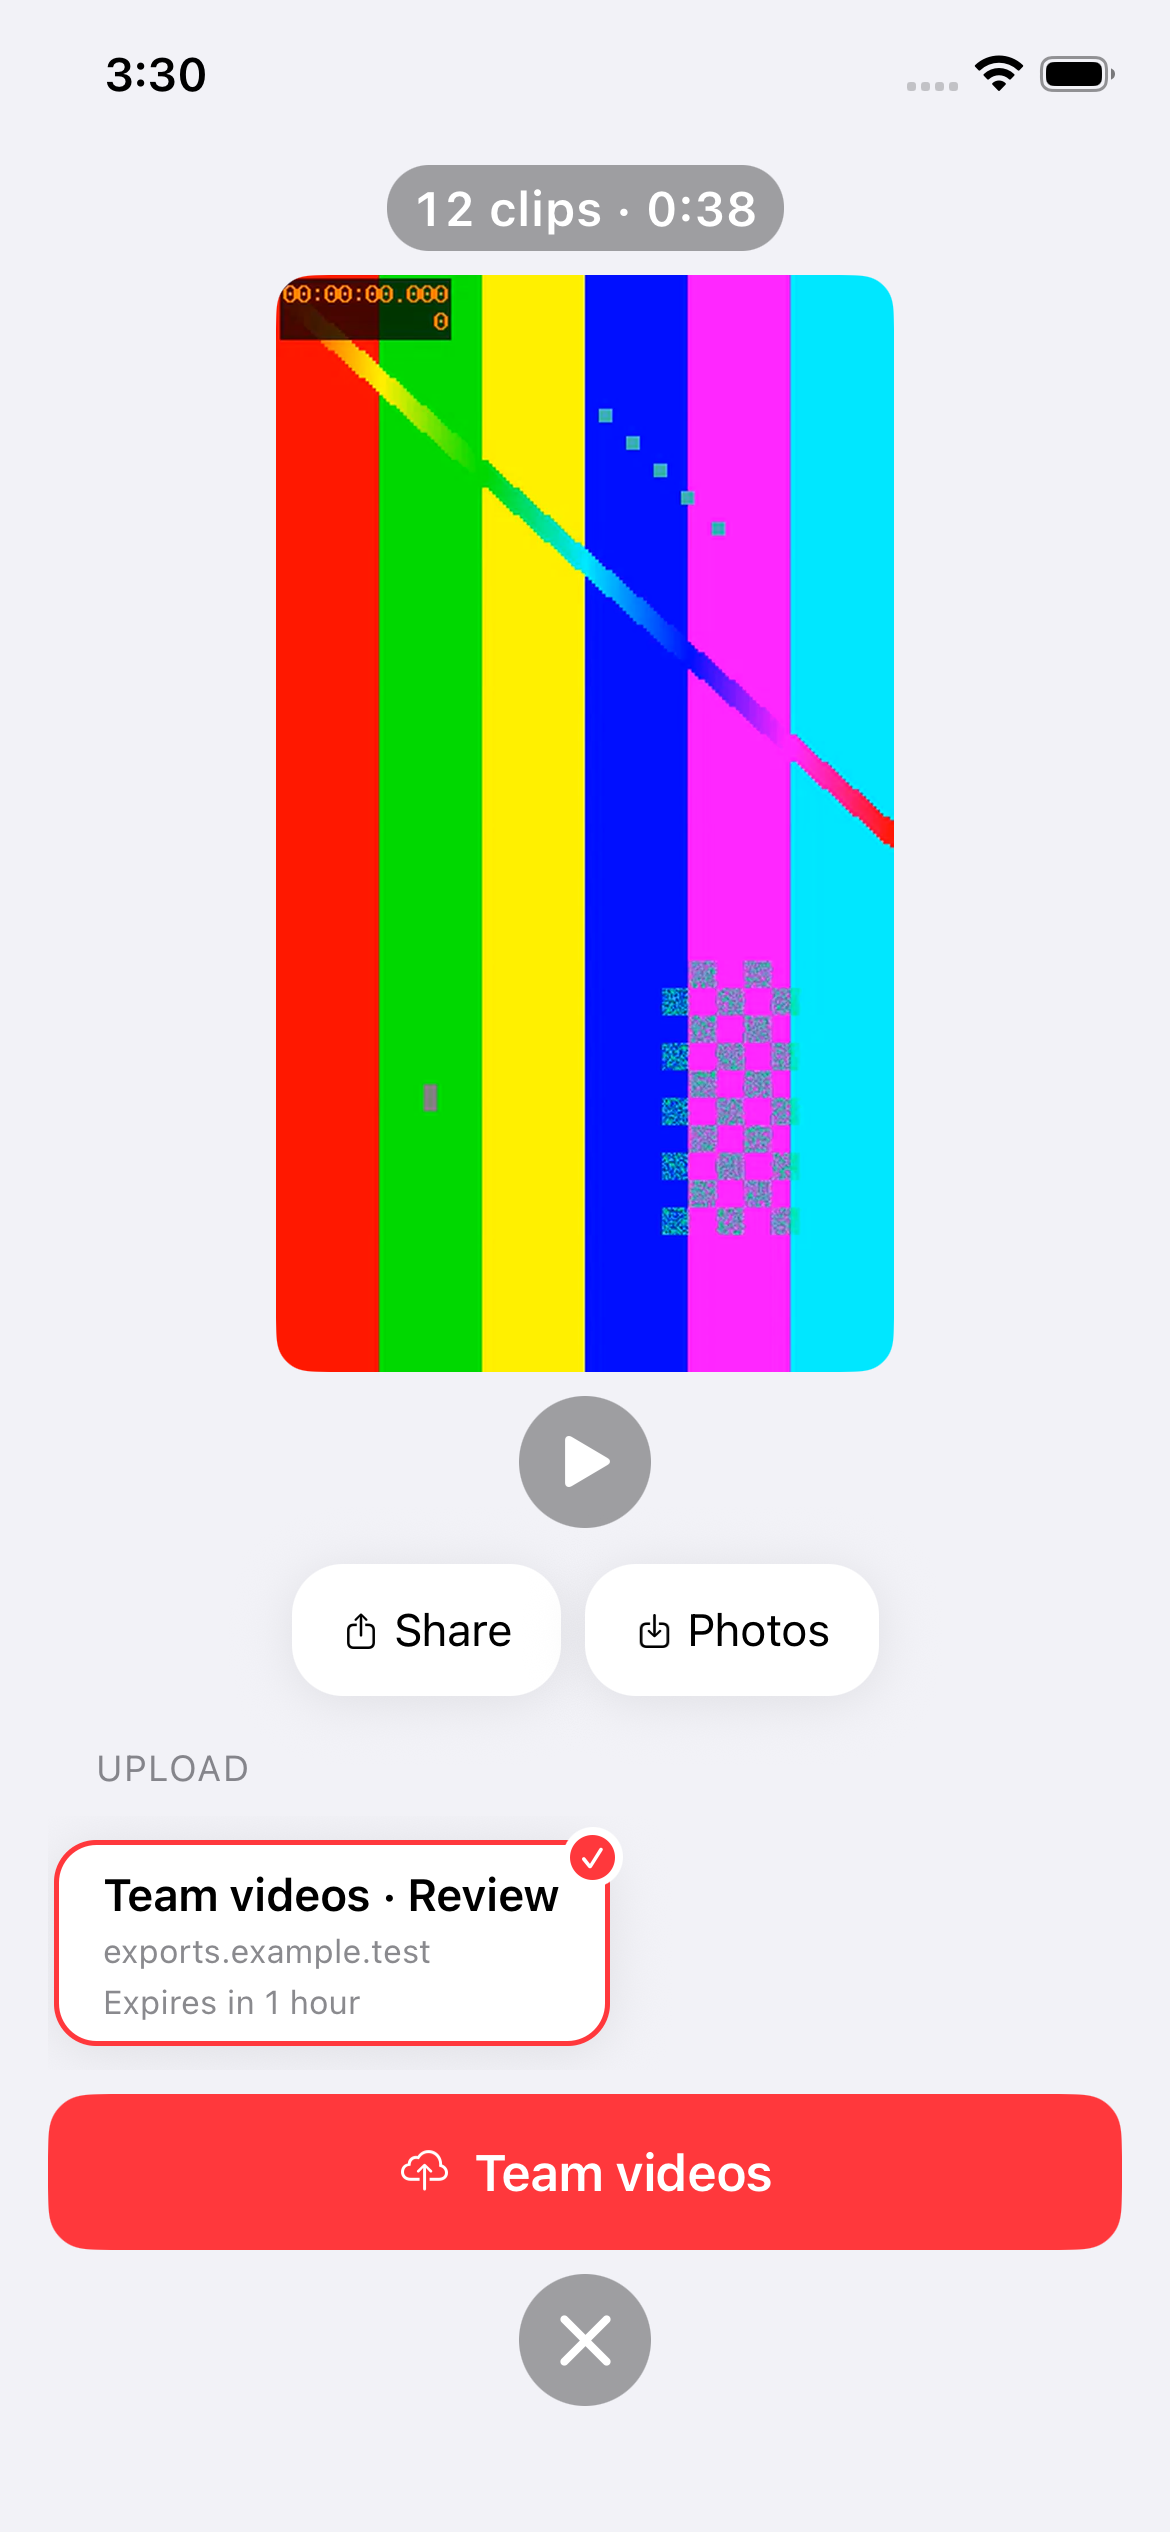 3:30
12 clips · 0:38
00:00:00.000
0
Share
Photos
UPLOAD
Team videos · Review
exports.example.test
Expires in 1 hour
Team videos